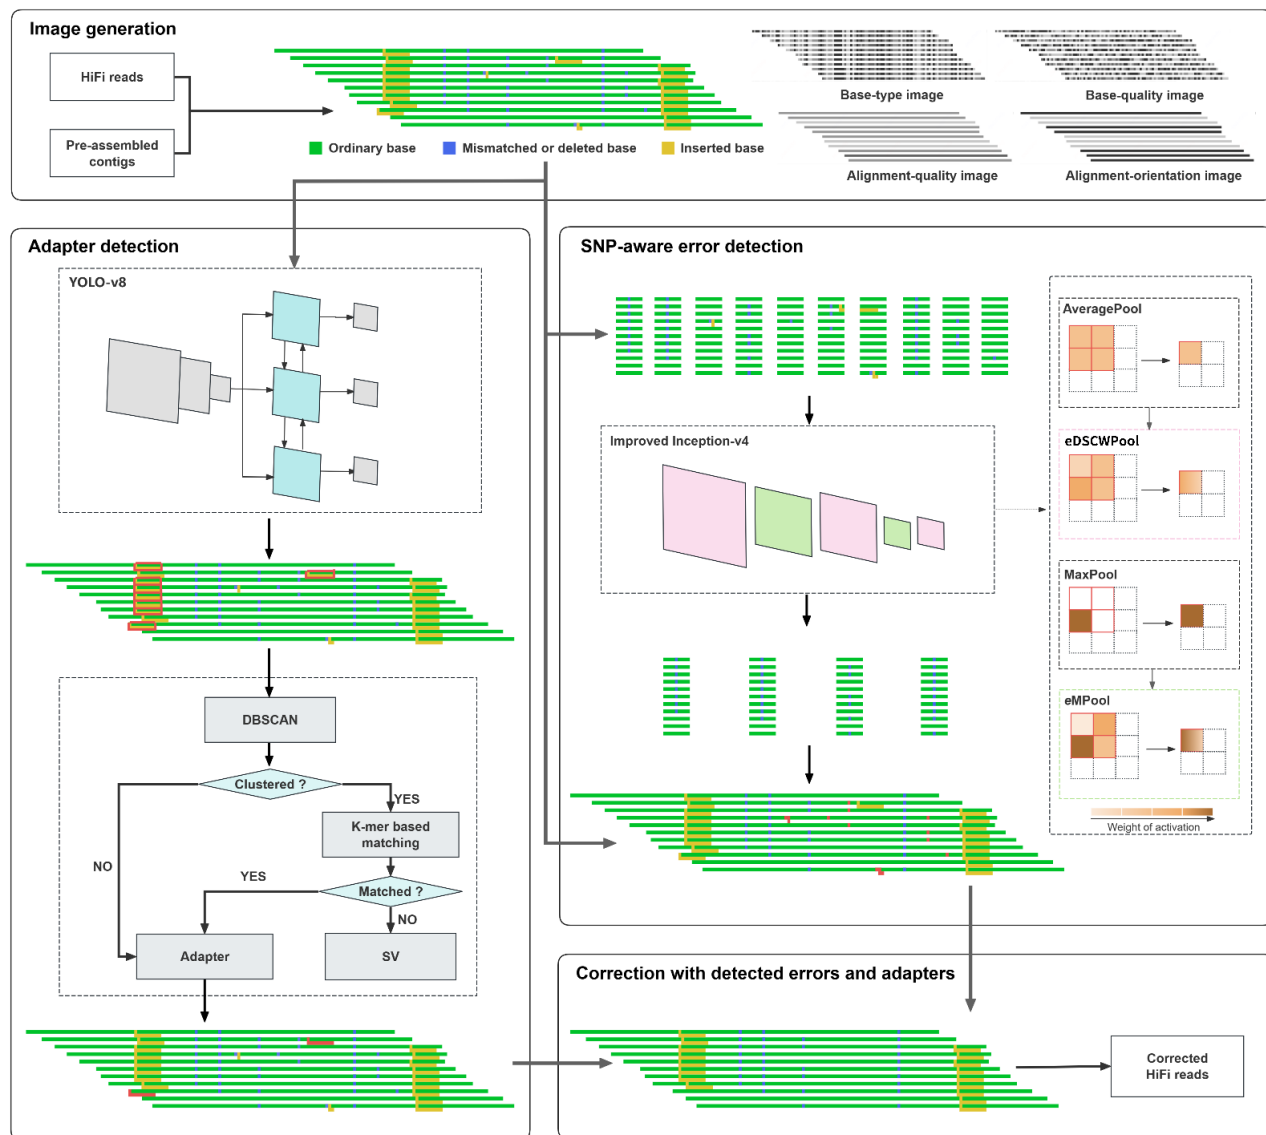 Image generation
HiFi reads
Pre-assembled
contigs
Ordinary base
Mismatched or deleted base
Inserted base
Base-type image
Base-quality image
Alignment-quality image
Alignment-orientation image
Adapter detection
YOLO-v8
DBSCAN
Clustered ?
YES
K-mer based
matching
NO
YES
Matched ?
NO
Adapter
SV
SNP-aware error detection
Improved Inception-v4
AveragePool
eDSCWPool
MaxPool
eMPool
Weight of activation
Correction with detected errors and adapters
Corrected
HiFi reads